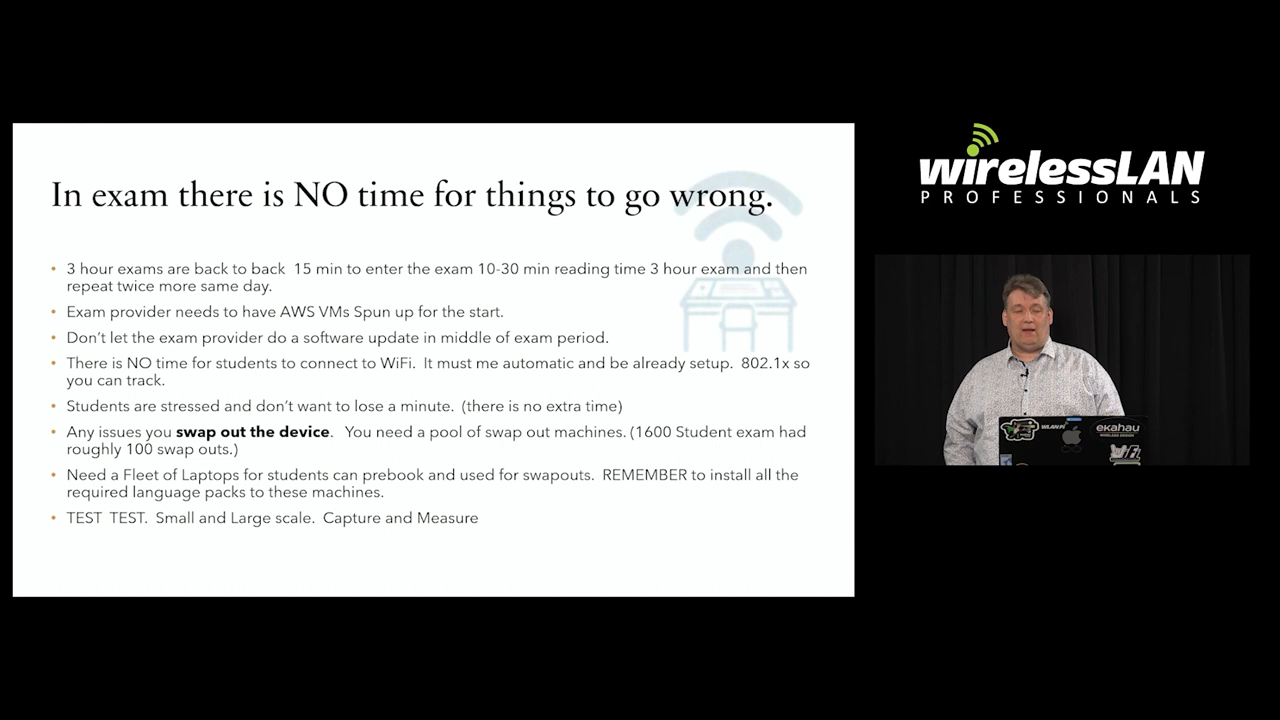 In exam there is NO time for things to go wrong.
• 3 hour exams are back to back 15 min to enter the exam 10-30 min reading time 3 hour exam and then
repeat twice more same day.
• Exam provider needs to have AWS VMs Spun up for the start.
• Don't let the exam provider do a software update in middle of exam period.
• There is NO time for students to connect to WiFi. It must me automatic and be already setup. 802.1x so
you can track.
• Students are stressed and don't want to lose a minute. (there is no extra time)
• Any issues you swap out the device. You need a pool of swap out machines. (1600 Student exam had
roughly 100 swap outs.)
• Need a Fleet of Laptops for students can prebook and used for swapouts. REMEMBER to install all the
required language packs to these machines.
• TEST TEST. Small and Large scale. Capture and Measure
wirelessLAN
PROFESSIONALS
ekahau
WIRELESS DESIGN